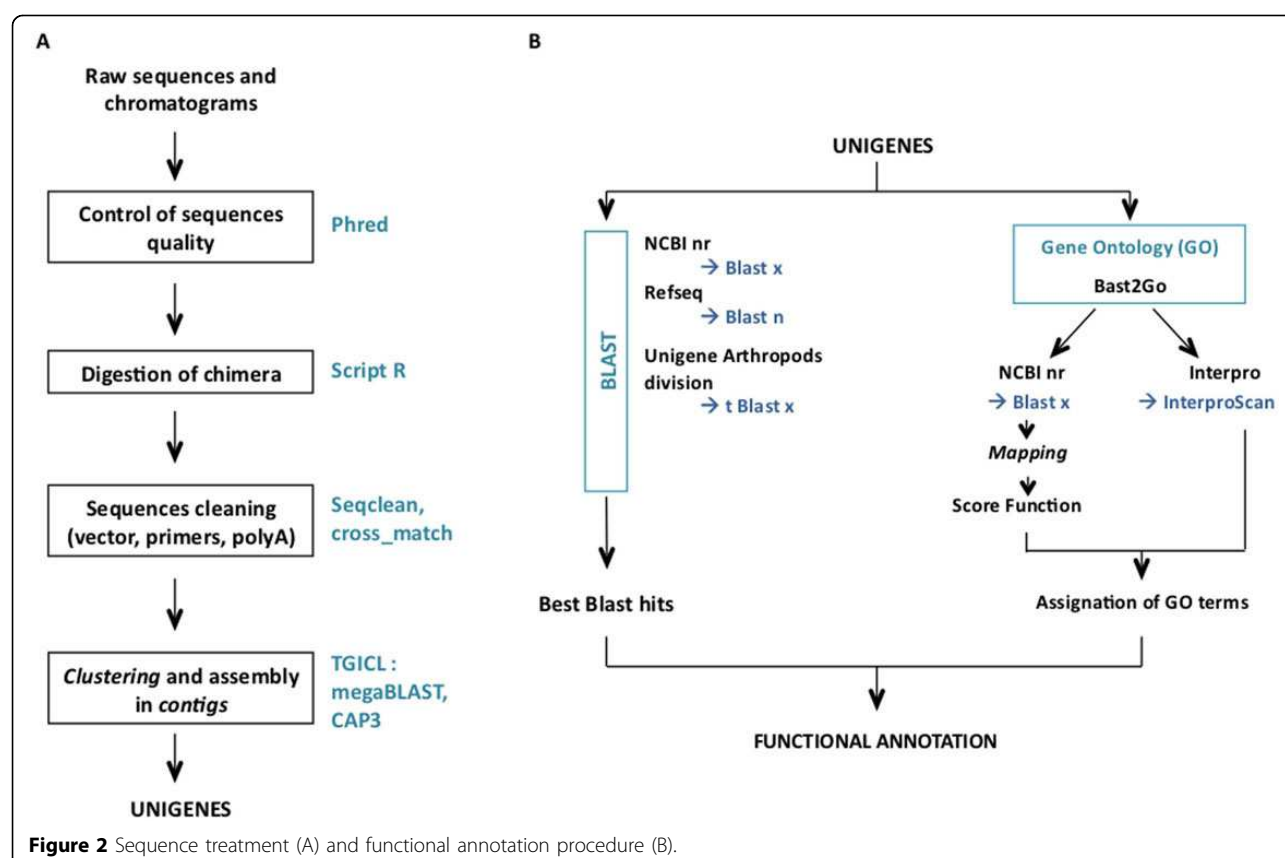 A
Raw sequences and
chromatograms
Control of sequences
quality
Phred
Digestion of chimera
Script R
Sequences cleaning
(vector, primers, polyA)
Seqclean,
cross_match
Clustering and assembly
in contigs
TGICL :
megaBLAST,
CAP3
UNIGENES
B
UNIGENES
BLAST
NCBI nr
→ Blast x
Refseq
→ Blast n
Unigene Arthropods
division
→ t Blast x
Best Blast hits
Gene Ontology (GO)
Bast2Go
NCBI nr
→ Blast x
Mapping
Score Function
Interpro
→ InterproScan
Assignation of GO terms
FUNCTIONAL ANNOTATION
Figure 2 Sequence treatment (A) and functional annotation procedure (B).